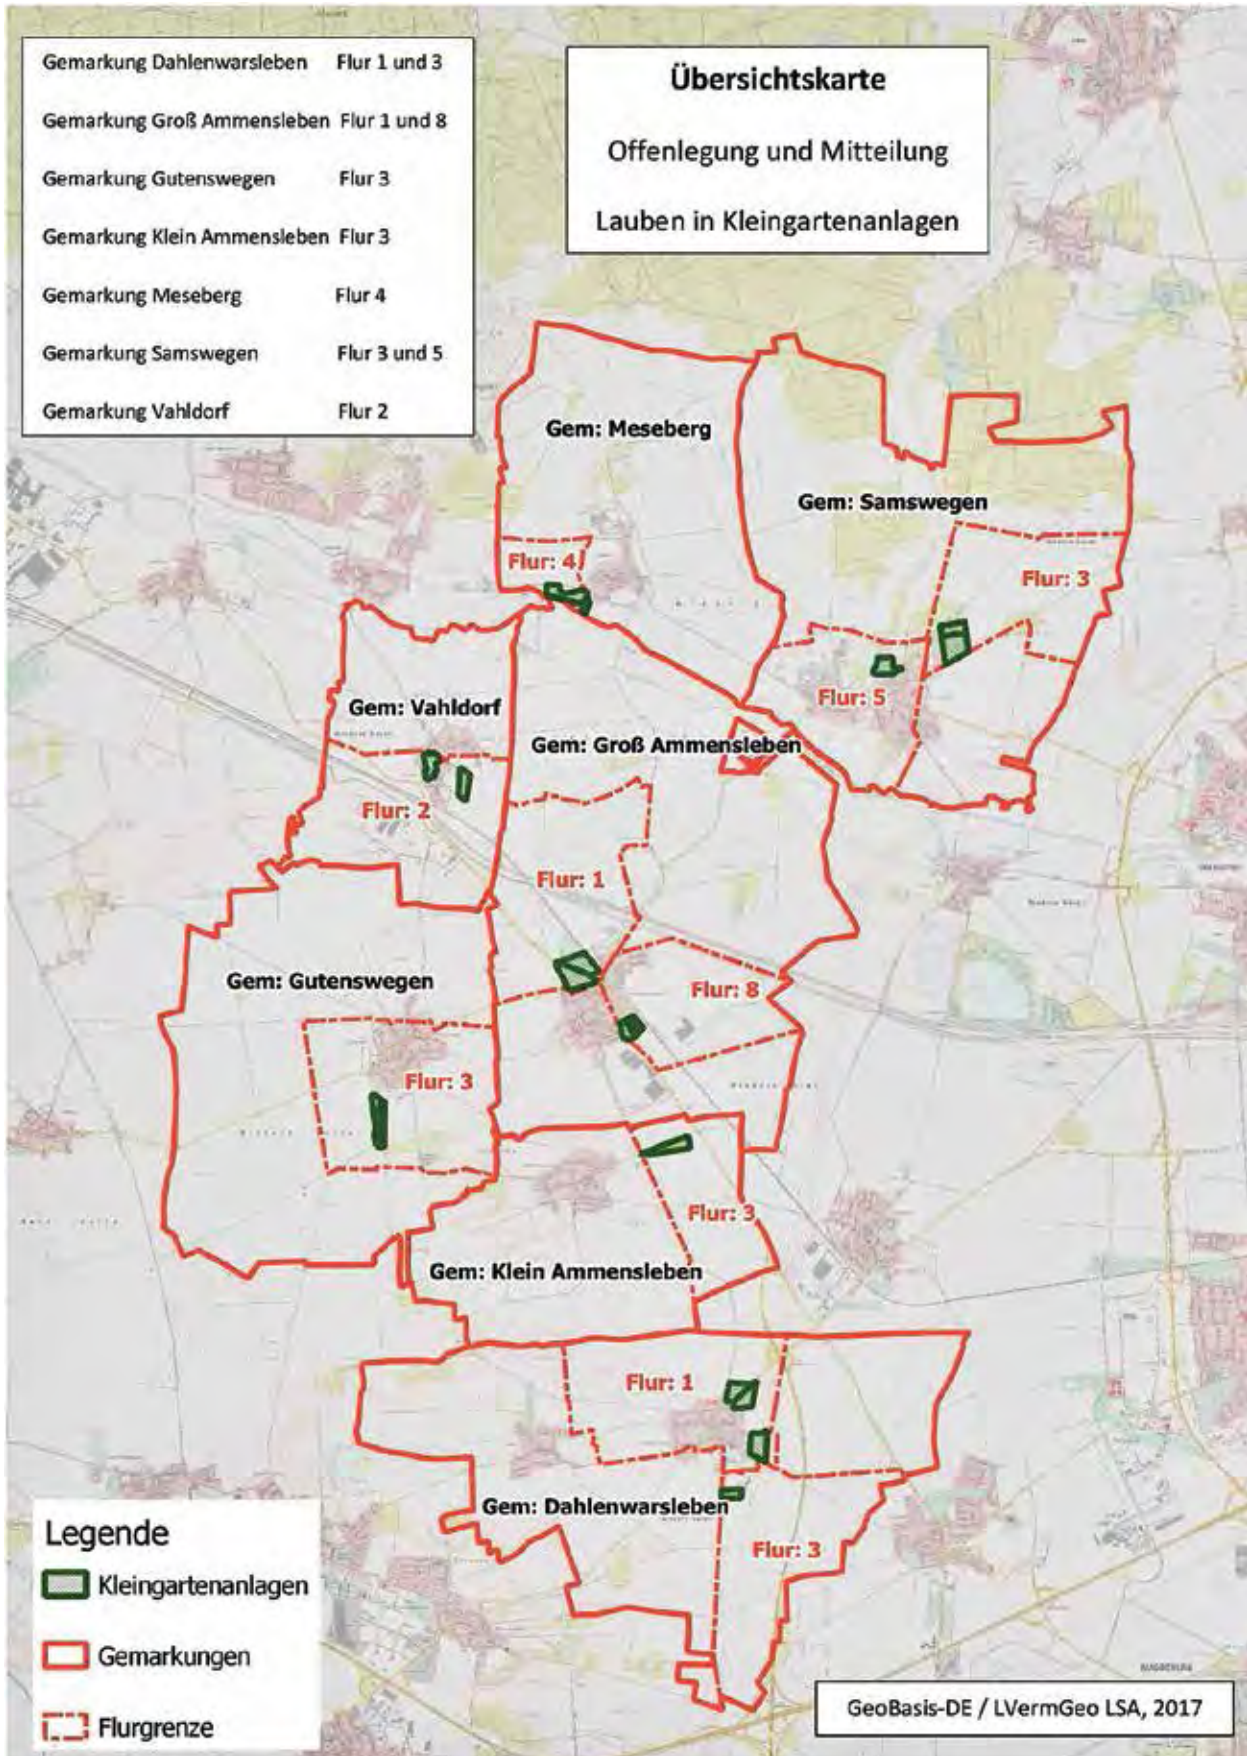 Gemarkung Dahlenwarsleben Flur 1 und 3
Gemarkung Groß Ammensleben Flur 1 und 8
Gemarkung Gutenswegen Flur 3
Gemarkung Klein Ammensleben Flur 3
Gemarkung Meseberg Flur 4
Gemarkung Samswegen Flur 3 und 5
Gemarkung Vahldorf Flur 2
Übersichtskarte
Offenlegung und Mitteilung
Lauben in Kleingartenanlagen
Gem: Meseberg
Gem: Samswegen
Flur: 4
Flur: 3
Flur: 5
Gem: Vahldorf
Gem: Groß Ammensleben
Flur: 2
Flur: 1
Gem: Gutenswegen
Flur: 8
Flur: 3
Flur: 3
Gem: Klein Ammensleben
Flur: 1
Gem: Dahlenwarsleben
Flur: 3
Legende
Kleingartenanlagen
Gemarkungen
Flurgrenze
GeoBasis-DE / LVermGeo LSA, 2017